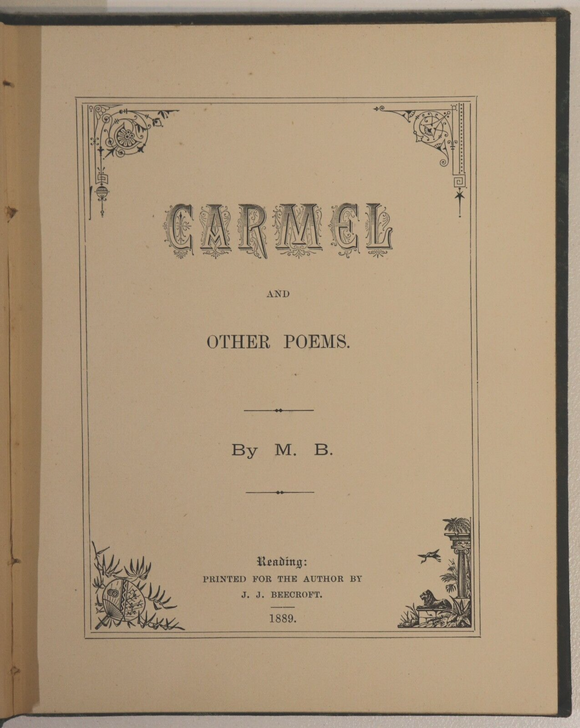 CARMEL
AND
OTHER POEMS.
By M. B.
Reading:
PRINTED FOR THE AUTHOR BY
J. J. BEECROFT.
1889.